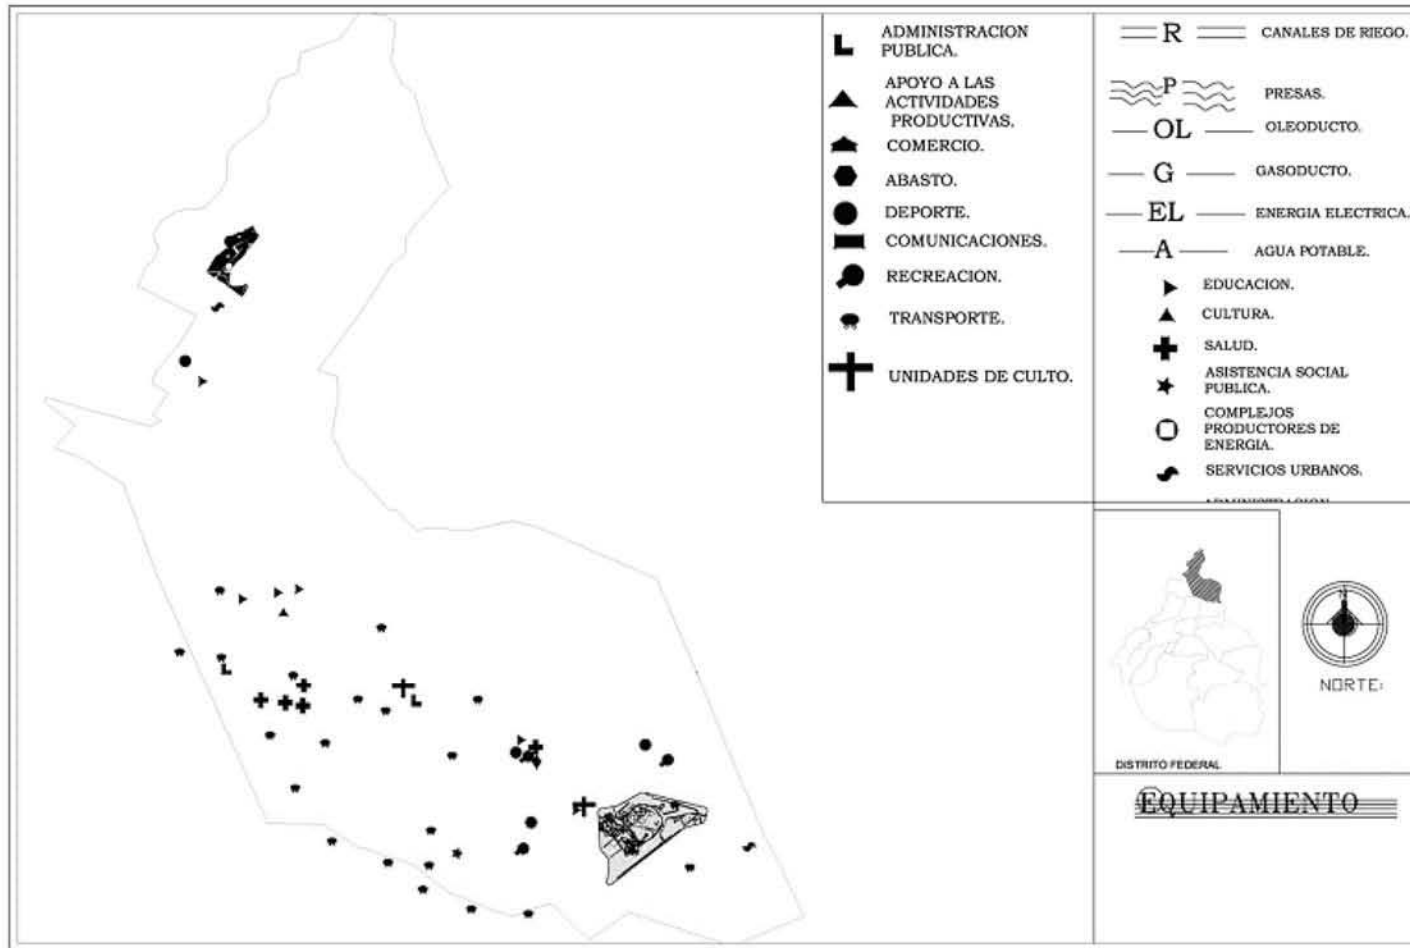 ADMINISTRACION
PUBLICA.
APOYO A LAS
ACTIVIDADES
PRODUCTIVAS.
COMERCIO.
ABASTO.
DEPORTE.
COMUNICACIONES.
RECREACION.
TRANSPORTE.
UNIDADES DE CULTO.
R CANALES DE RIEGO.
P PRESAS.
OL OLEODUCTO.
G GASODUCTO.
EL ENERGIA ELECTRICA.
A AGUA POTABLE.
EDUCACION.
CULTURA.
SALUD.
ASISTENCIA SOCIAL
PUBLICA.
COMPLEJOS
PRODUCTORES DE
ENERGIA.
SERVICIOS URBANOS.
DISTRITO FEDERAL
N
NORTE:
EQUIPAMIENTO